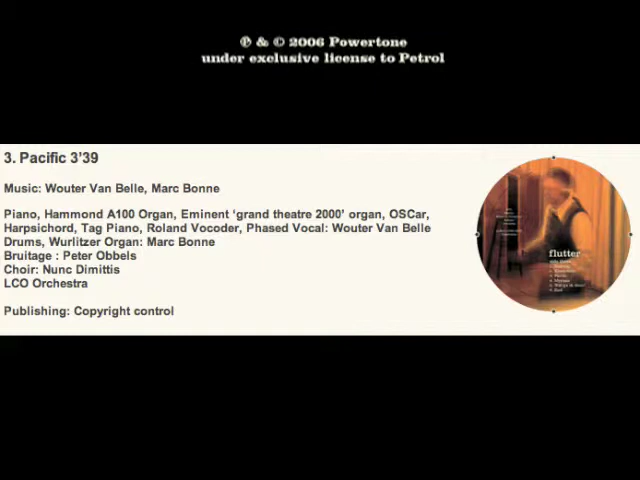 ℗ & © 2006 Powertone
under exclusive license to Petrol
3. Pacific 3’39
Music: Wouter Van Belle, Marc Bonne
Piano, Hammond A100 Organ, Eminent ‘grand theatre 2000’ organ, OSCar,
Harpsichord, Tag Piano, Roland Vocoder, Phased Vocal: Wouter Van Belle
Drums, Wurlitzer Organ: Marc Bonne
Bruitage : Peter Obbels
Choir: Nunc Dimittis
LCO Orchestra
Publishing: Copyright control
flutter